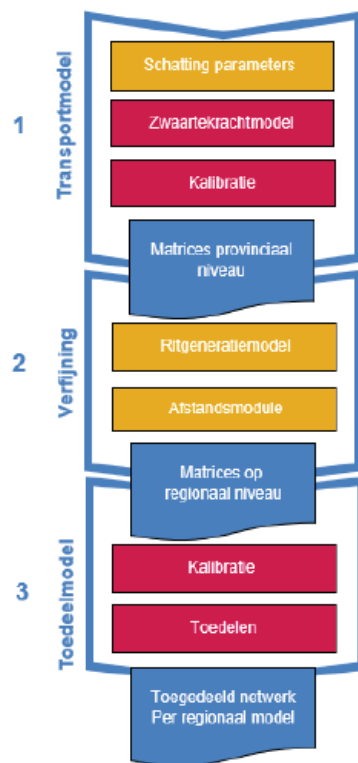 1
Transportmodel
Schatting parameters
Zwaartekrachtmodel
Kalibratie
Matrices provinciaal
niveau
2
Verfijning
Ritgeneratiemodel
Afstandsmodule
Matrices op
regionaal niveau
3
Toedeelmodel
Kalibratie
Toedelen
Toegedeeld netwerk
Per regionaal model